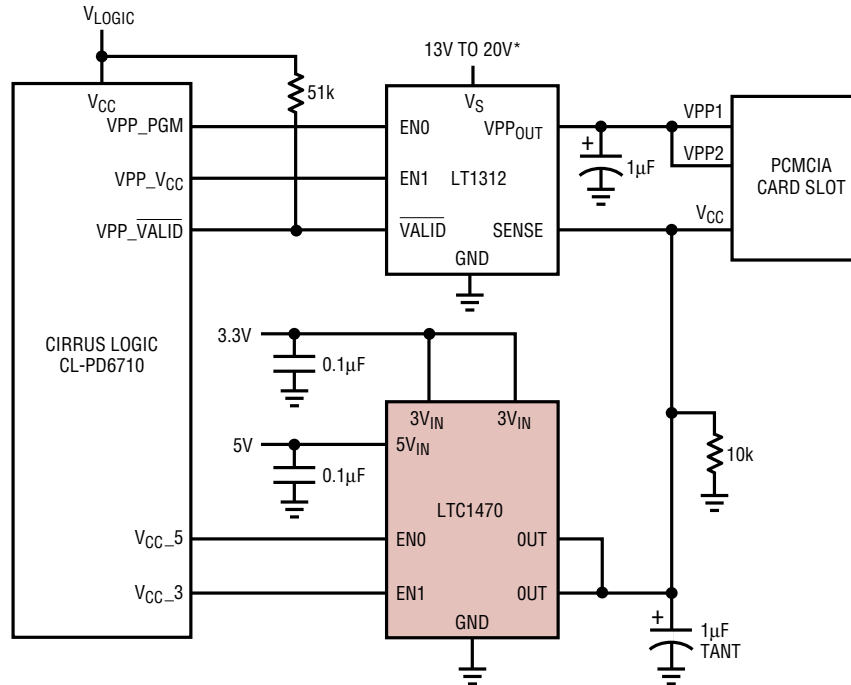 VLOGIC
13V TO 20V*
VCC
51k
VS
VPP_PGM
EN0
VPPOUT
VPP1
+
1µF
VPP2
PCMCIA
CARD SLOT
VPP_VCC
EN1
LT1312
VCC
VPP_VALID
VALID
SENSE
GND
CIRRUS LOGIC
CL-PD6710
3.3V
0.1µF
3VIN
3VIN
5V
5VIN
0.1µF
10k
LTC1470
VCC_5
EN0
OUT
VCC_3
EN1
OUT
GND
+
1µF
TANT